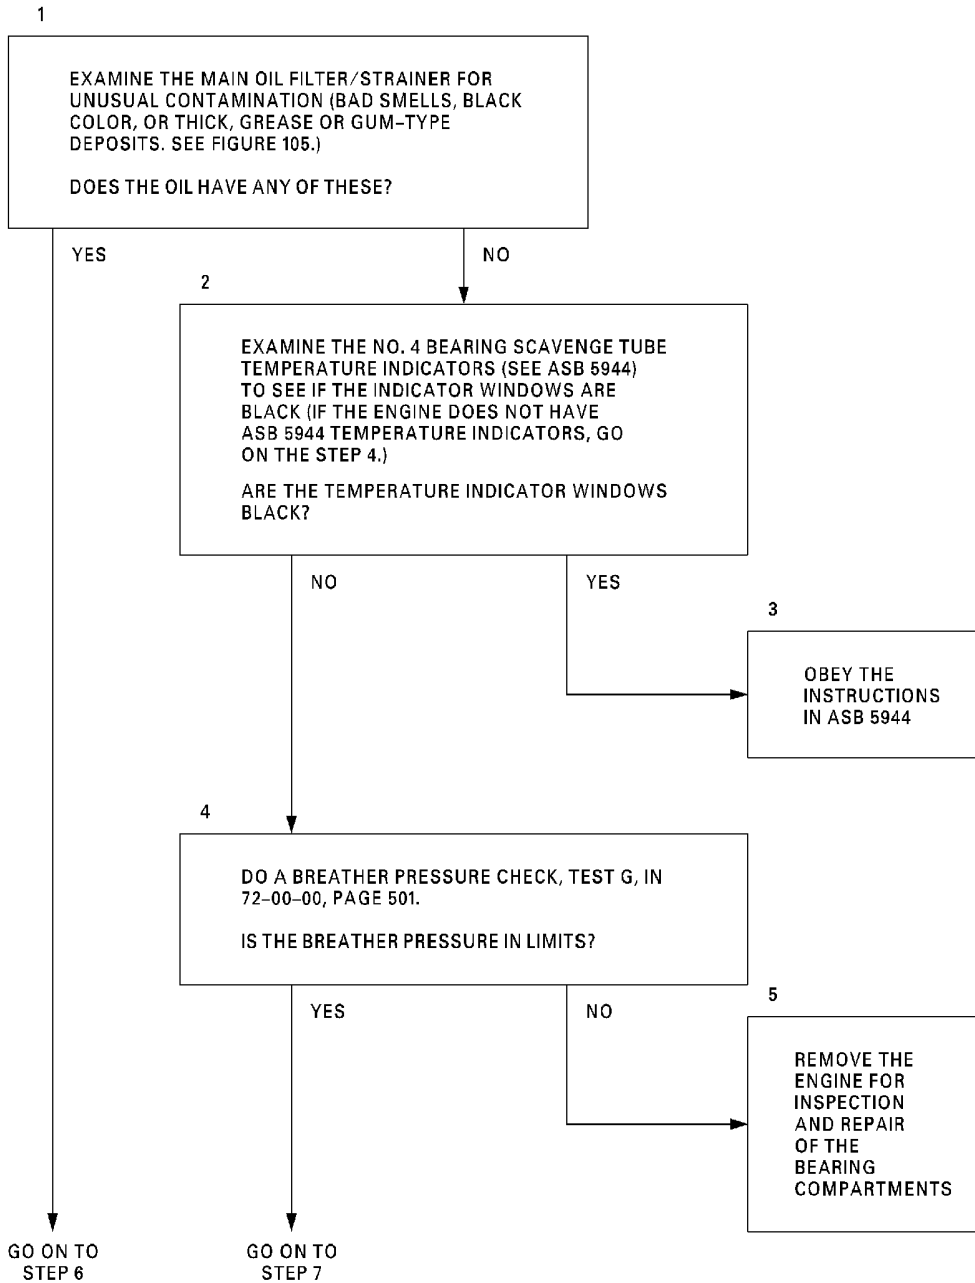 1
EXAMINE THE MAIN OIL FILTER/STRAINER FOR
UNUSUAL CONTAMINATION (BAD SMELLS, BLACK
COLOR, OR THICK, GREASE OR GUM-TYPE
DEPOSITS. SEE FIGURE 105.)
DOES THE OIL HAVE ANY OF THESE?
YES
NO
2
EXAMINE THE NO. 4 BEARING SCAVENGE TUBE
TEMPERATURE INDICATORS (SEE ASB 5944)
TO SEE IF THE INDICATOR WINDOWS ARE
BLACK (IF THE ENGINE DOES NOT HAVE
ASB 5944 TEMPERATURE INDICATORS, GO
ON THE STEP 4.)
ARE THE TEMPERATURE INDICATOR WINDOWS
BLACK?
NO
YES
3
OBEY THE
INSTRUCTIONS
IN ASB 5944
4
DO A BREATHER PRESSURE CHECK, TEST G, IN
72-00-00, PAGE 501.
IS THE BREATHER PRESSURE IN LIMITS?
YES
NO
5
REMOVE THE
ENGINE FOR
INSPECTION
AND REPAIR
OF THE
BEARING
COMPARTMENTS
GO ON TO
STEP 6
GO ON TO
STEP 7